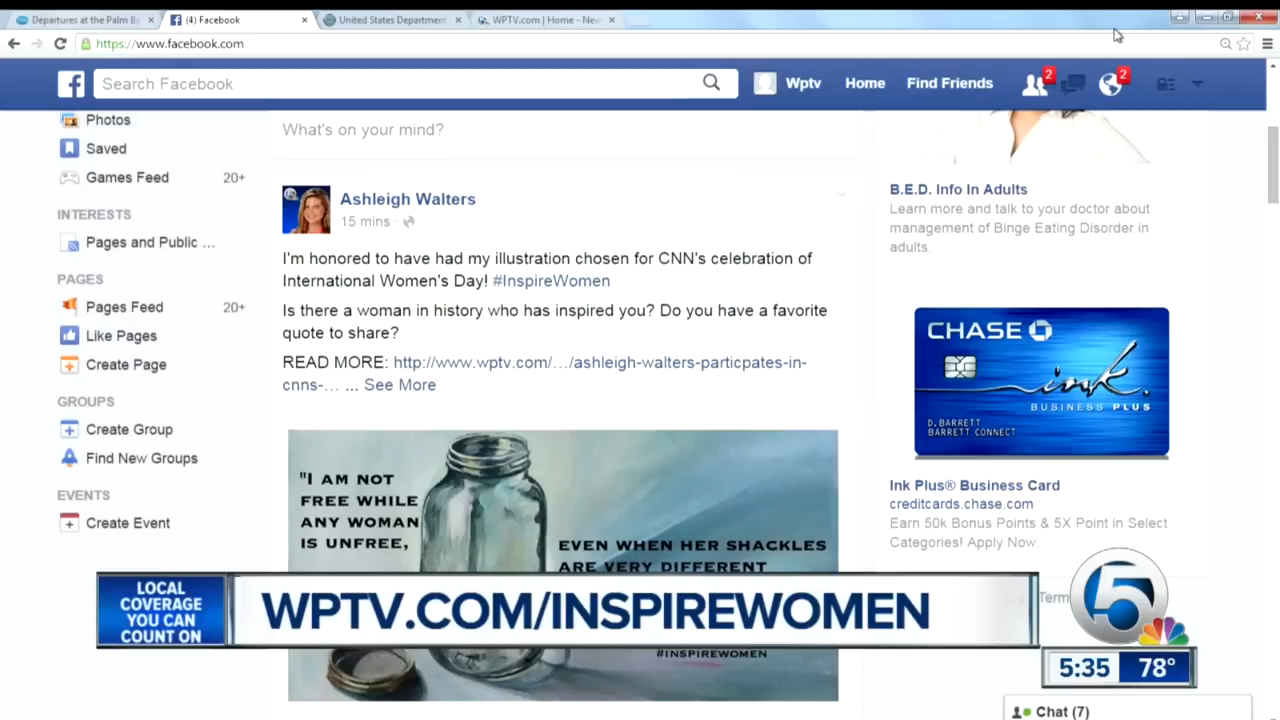 Departures at the Palm Be
(4) Facebook
United States Department
WPTV.com | Home - New
https://www.facebook.com
Search Facebook
Wptv
Home
Find Friends
2
2
Photos
Saved
Games Feed 20+
INTERESTS
Pages and Public ...
PAGES
Pages Feed 20+
Like Pages
Create Page
GROUPS
Create Group
Find New Groups
EVENTS
Create Event
What's on your mind?
Ashleigh Walters
15 mins ·
I'm honored to have had my illustration chosen for CNN's celebration of
International Women's Day! #InspireWomen
Is there a woman in history who has inspired you? Do you have a favorite
quote to share?
READ MORE: http://www.wptv.com/…/ashleigh-walters-particpates-in-
cnns-… ... See More
"I AM NOT
FREE WHILE
ANY WOMAN
IS UNFREE,
EVEN WHEN HER SHACKLES
ARE VERY DIFFERENT
#INSPIREWOMEN
B.E.D. Info In Adults
Learn more and talk to your doctor about
management of Binge Eating Disorder in
adults.
CHASE
ink.
BUSINESS PLUS
D. BARRETT
BARRETT CONNECT
Ink Plus® Business Card
creditcards.chase.com
Earn 50k Bonus Points & 5X Point in Select
Categories! Apply Now.
Term
LOCAL
COVERAGE
YOU CAN
COUNT ON
WPTV.COM/INSPIREWOMEN
5
5:35 78°
Chat (7)